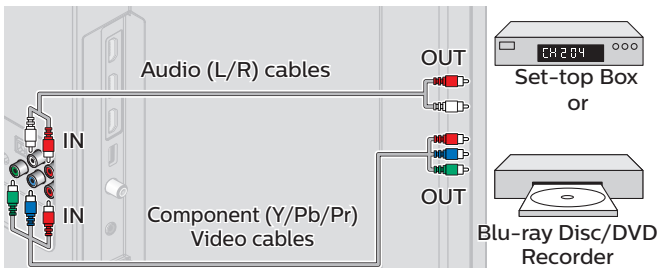 Audio (L/R) cables
OUT
CH204
Set-top Box
or
IN
IN
OUT
Component (Y/Pb/Pr)
Video cables
Blu-ray Disc/DVD
Recorder